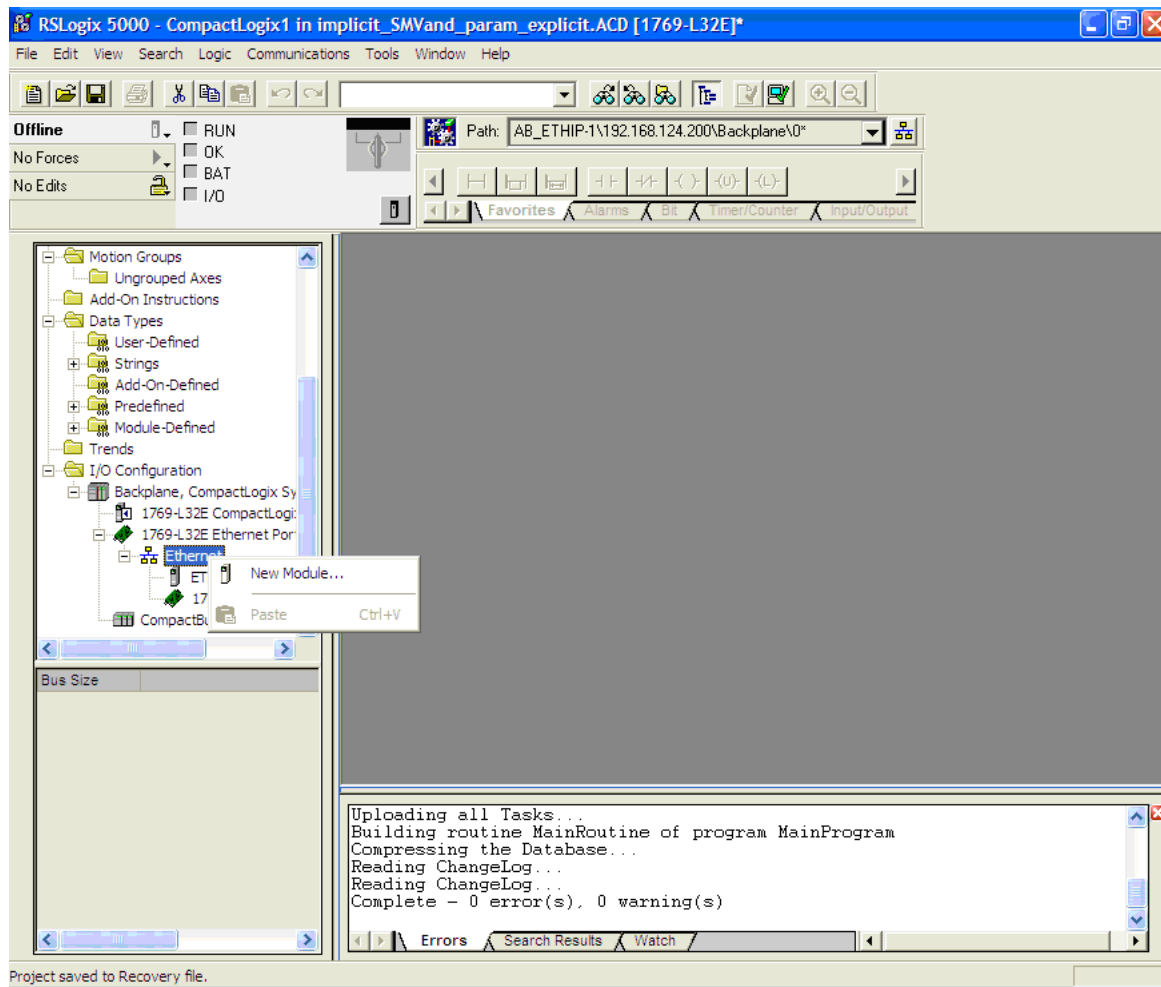 RSLogix 5000 - CompactLogix1 in implicit_SMVand_param_explicit.ACD [1769-L32E]*
File Edit View Search Logic Communications Tools Window Help
Offline
RUN
No Forces
OK
No Edits
BAT
I/O
Path: AB_ETHIP-1\192.168.124.200\Backplane\0*
Favorites Alarms Bit Timer/Counter Input/Output
Motion Groups
Ungrouped Axes
Add-On Instructions
Data Types
User-Defined
Strings
Add-On-Defined
Predefined
Module-Defined
Trends
I/O Configuration
Backplane, CompactLogix Sy
1769-L32E CompactLogi
1769-L32E Ethernet Por
Ethernet
ET
17
CompactBu
New Module...
Paste Ctrl+V
Bus Size
Uploading all Tasks...
Building routine MainRoutine of program MainProgram
Compressing the Database...
Reading ChangeLog...
Reading ChangeLog...
Complete - 0 error(s), 0 warning(s)
Errors Search Results Watch
Project saved to Recovery file.